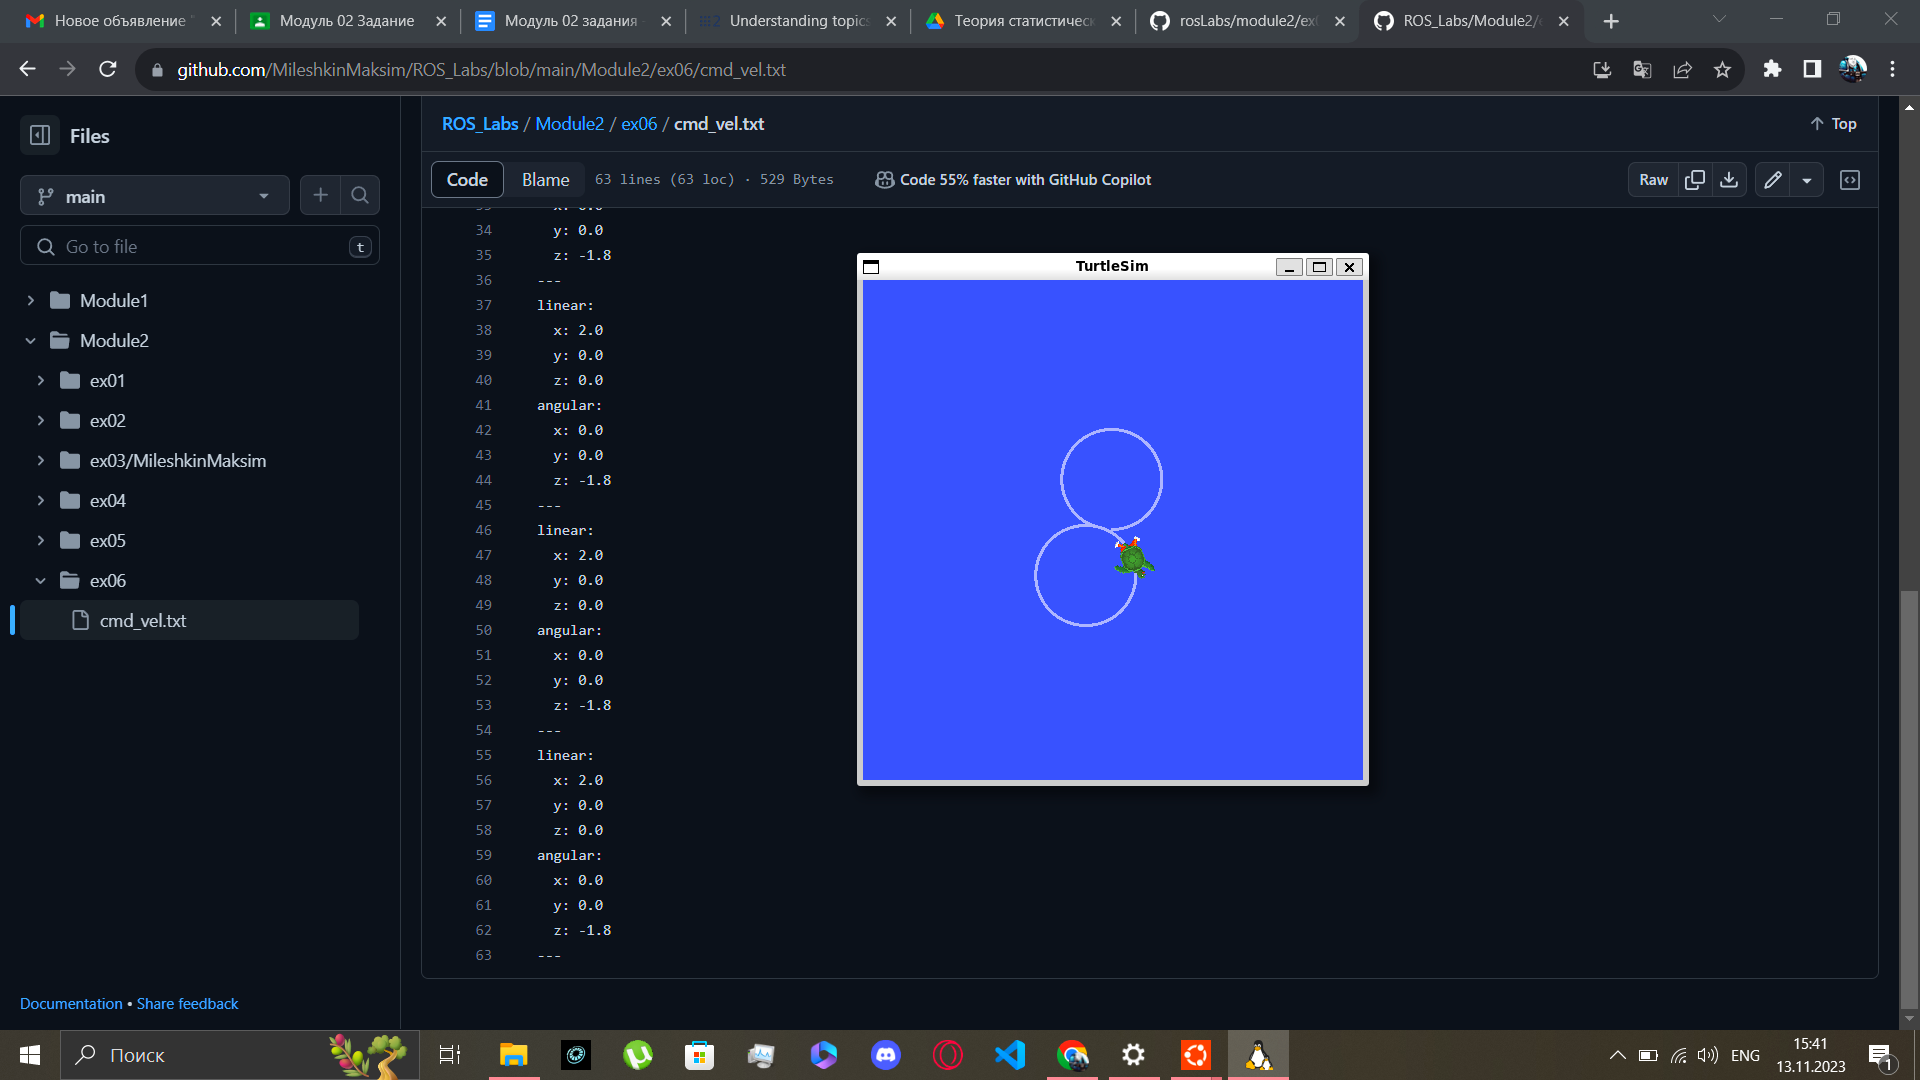 Новое объявление "
Модуль 02 Задание
Модуль 02 задания -
Understanding topics
Теория статистическ
rosLabs/module2/ex
ROS_Labs/Module2/
github.com/MileshkinMaksim/ROS_Labs/blob/main/Module2/ex06/cmd_vel.txt
Files
main
Go to file
t
Module1
Module2
ex01
ex02
ex03/MileshkinMaksim
ex04
ex05
ex06
cmd_vel.txt
Documentation • Share feedback
ROS_Labs / Module2 / ex06 / cmd_vel.txt
Top
Code
Blame
63 lines (63 loc) · 529 Bytes
Code 55% faster with GitHub Copilot
Raw
33 x: 0.0
34 y: 0.0
35 z: -1.8
36 ---
37 linear:
38 x: 2.0
39 y: 0.0
40 z: 0.0
41 angular:
42 x: 0.0
43 y: 0.0
44 z: -1.8
45 ---
46 linear:
47 x: 2.0
48 y: 0.0
49 z: 0.0
50 angular:
51 x: 0.0
52 y: 0.0
53 z: -1.8
54 ---
55 linear:
56 x: 2.0
57 y: 0.0
58 z: 0.0
59 angular:
60 x: 0.0
61 y: 0.0
62 z: -1.8
63 ---
TurtleSim
Поиск
ENG
15:41
13.11.2023
1